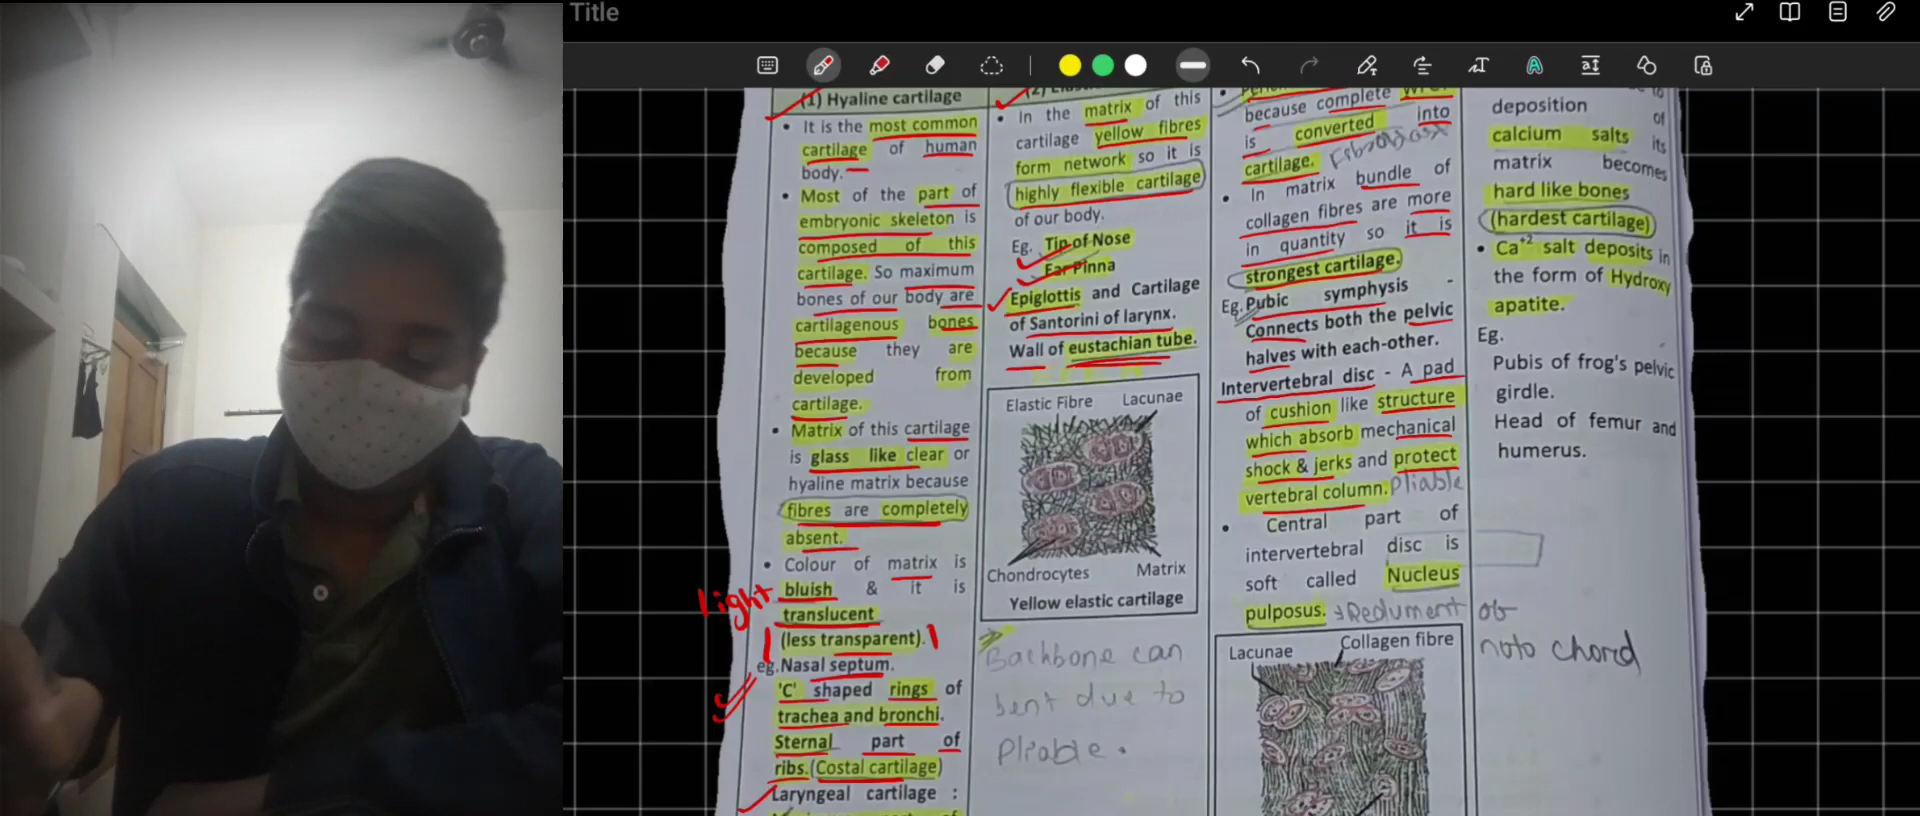 Title
(1) Hyaline cartilage
• It is the most common
cartilage of human
body.
• Most of the part of
embryonic skeleton is
composed of this
cartilage. So maximum
bones of our body are
cartilagenous bones
because they are
developed from
cartilage.
• Matrix of this cartilage
is glass like clear or
hyaline matrix because
fibres are completely
absent.
• Colour of matrix is
light bluish & it is
translucent
(less transparent).
eg. Nasal septum.
'C' shaped rings of
trachea and bronchi.
Sternal part of
ribs. (Costal cartilage)
Laryngeal cartilage :
• In the matrix of this
cartilage yellow fibres
form network so it is
highly flexible cartilage
of our body.
Eg. Tip of Nose
Ear Pinna
Epiglottis and Cartilage
of Santorini of larynx.
Wall of eustachian tube.
Elastic Fibre Lacunae
Chondrocytes Matrix
Yellow elastic cartilage
Backbone can
bent due to
Pliable.
because complete
is converted into
cartilage. Fibroblast
• In matrix bundle of
collagen fibres are more
in quantity so it is
strongest cartilage.
Eg. Pubic symphysis -
Connects both the pelvic
halves with each-other.
Intervertebral disc - A pad
of cushion like structure
which absorb mechanical
shock & jerks and protect
vertebral column. Pliable
• Central part of
intervertebral disc is
soft called Nucleus
pulposus. Redument of
noto chord
Lacunae Collagen fibre
to
deposition of
calcium salts its
matrix becomes
hard like bones
(hardest cartilage)
• Ca+2 salt deposits in
the form of Hydroxy
apatite.
Eg.
Pubis of frog's pelvic
girdle.
Head of femur and
humerus.